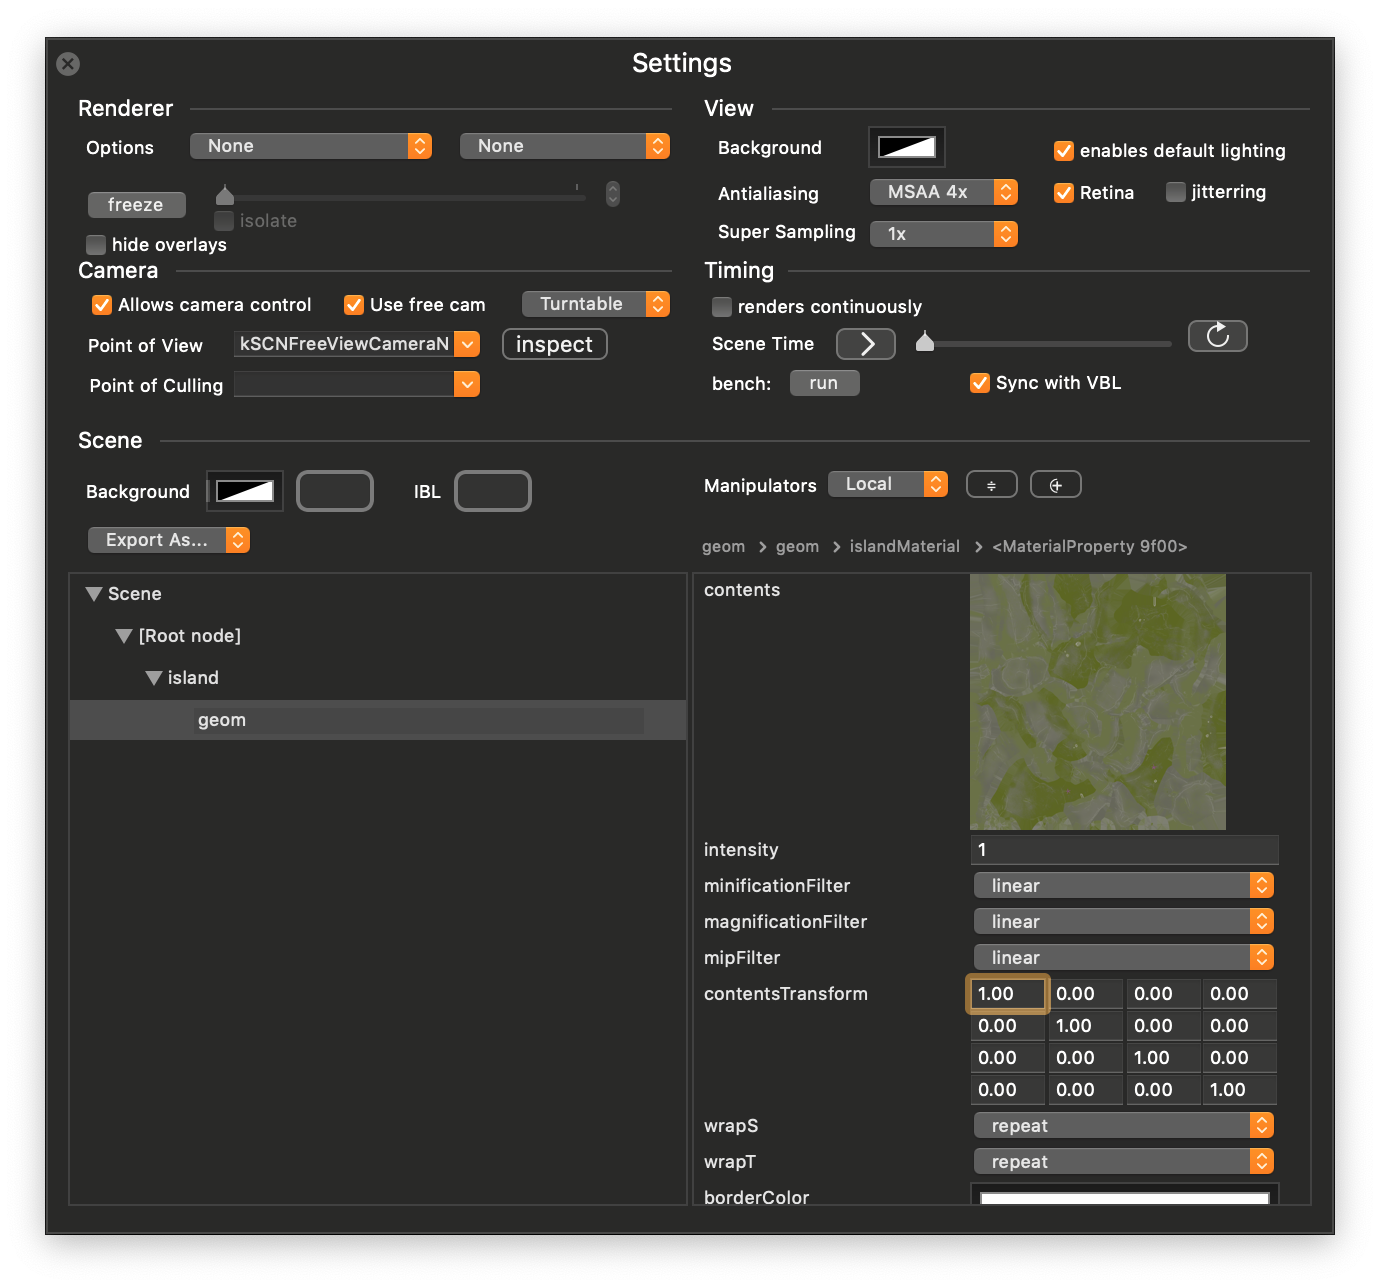 Settings
Renderer
Options None None
freeze
isolate
hide overlays
Camera
Allows camera control Use free cam Turntable
Point of View kSCNFreeViewCameraN inspect
Point of Culling
View
Background enables default lighting
Antialiasing MSAA 4x Retina jitterring
Super Sampling 1x
Timing
renders continuously
Scene Time
bench: run Sync with VBL
Scene
Background IBL
Export As...
Manipulators Local
geom > geom > islandMaterial > <MaterialProperty 9f00>
Scene
[Root node]
island
geom
contents
intensity 1
minificationFilter linear
magnificationFilter linear
mipFilter linear
contentsTransform 1.00 0.00 0.00 0.00
0.00 1.00 0.00 0.00
0.00 0.00 1.00 0.00
0.00 0.00 0.00 1.00
wrapS repeat
wrapT repeat
borderColor